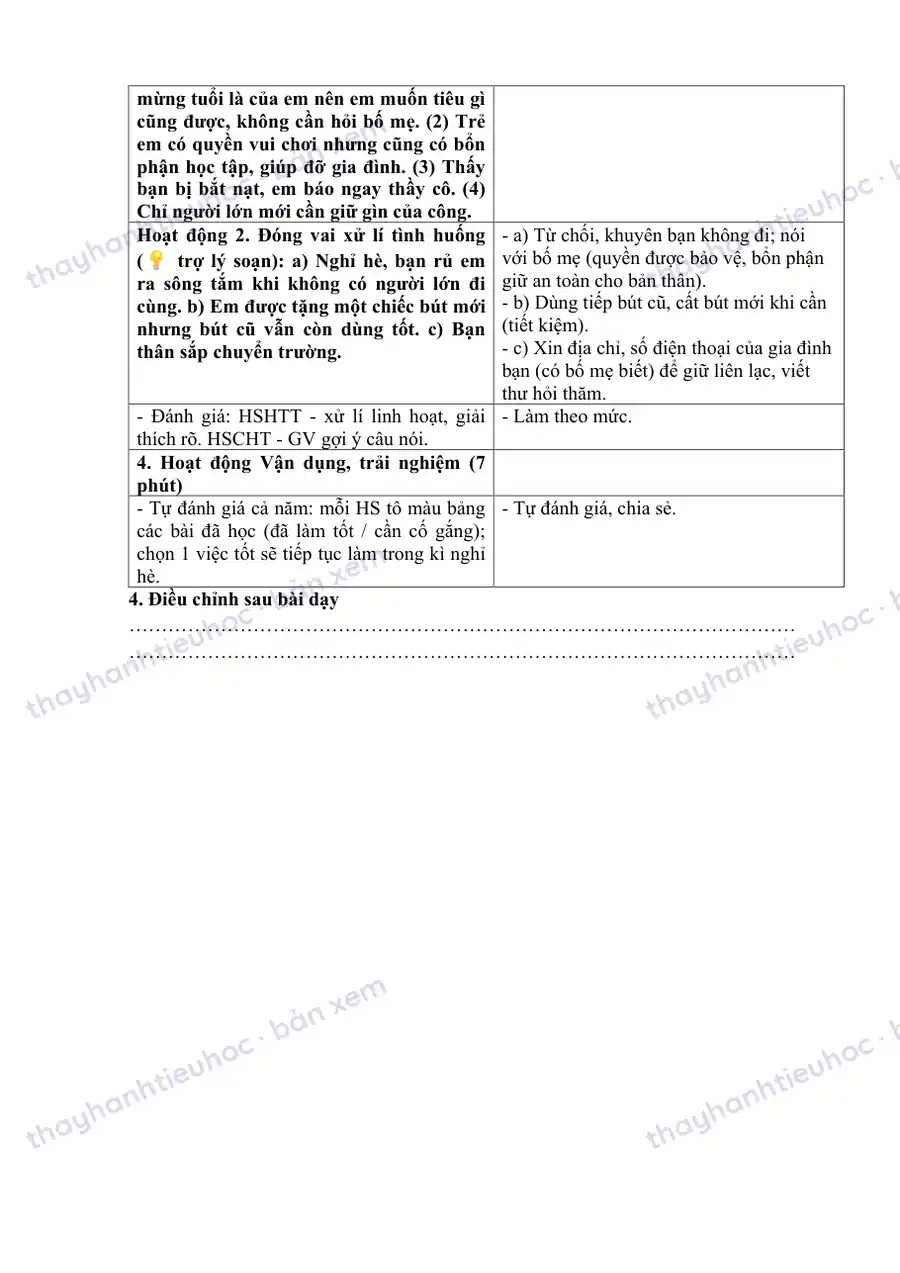 mừng tuổi là của em nên em muốn tiêu gì
cũng được, không cần hỏi bố mẹ. (2) Trẻ
em có quyền vui chơi nhưng cũng có bổn
phận học tập, giúp đỡ gia đình. (3) Thấy
bạn bị bắt nạt, em báo ngay thầy cô. (4)
Chỉ người lớn mới cần giữ gìn của công.
Hoạt động 2. Đóng vai xử lí tình huống
(💡 trợ lý soạn): a) Nghỉ hè, bạn rủ em
ra sông tắm khi không có người lớn đi
cùng. b) Em được tặng một chiếc bút mới
nhưng bút cũ vẫn còn dùng tốt. c) Bạn
thân sắp chuyển trường.
- a) Từ chối, khuyên bạn không đi; nói
với bố mẹ (quyền được bảo vệ, bổn phận
giữ an toàn cho bản thân).
- b) Dùng tiếp bút cũ, cất bút mới khi cần
(tiết kiệm).
- c) Xin địa chỉ, số điện thoại của gia đình
bạn (có bố mẹ biết) để giữ liên lạc, viết
thư hỏi thăm.
- Đánh giá: HSHTT - xử lí linh hoạt, giải
thích rõ. HSCHT - GV gợi ý câu nói.
- Làm theo mức.
4. Hoạt động Vận dụng, trải nghiệm (7
phút)
- Tự đánh giá cả năm: mỗi HS tô màu bảng
các bài đã học (đã làm tốt / cần cố gắng);
chọn 1 việc tốt sẽ tiếp tục làm trong kì nghỉ
hè.
- Tự đánh giá, chia sẻ.
4. Điều chỉnh sau bài dạy
……………………………………………………………………………………
……………………………………………………………………………………
thayhanhtieuhoc · bản xem
thayhanhtieuhoc · b
thayhanhtieuhoc · bản xem
thayhanhtieuhoc · b
thayhanhtieuhoc · bản xem
thayhanhtieuhoc · b